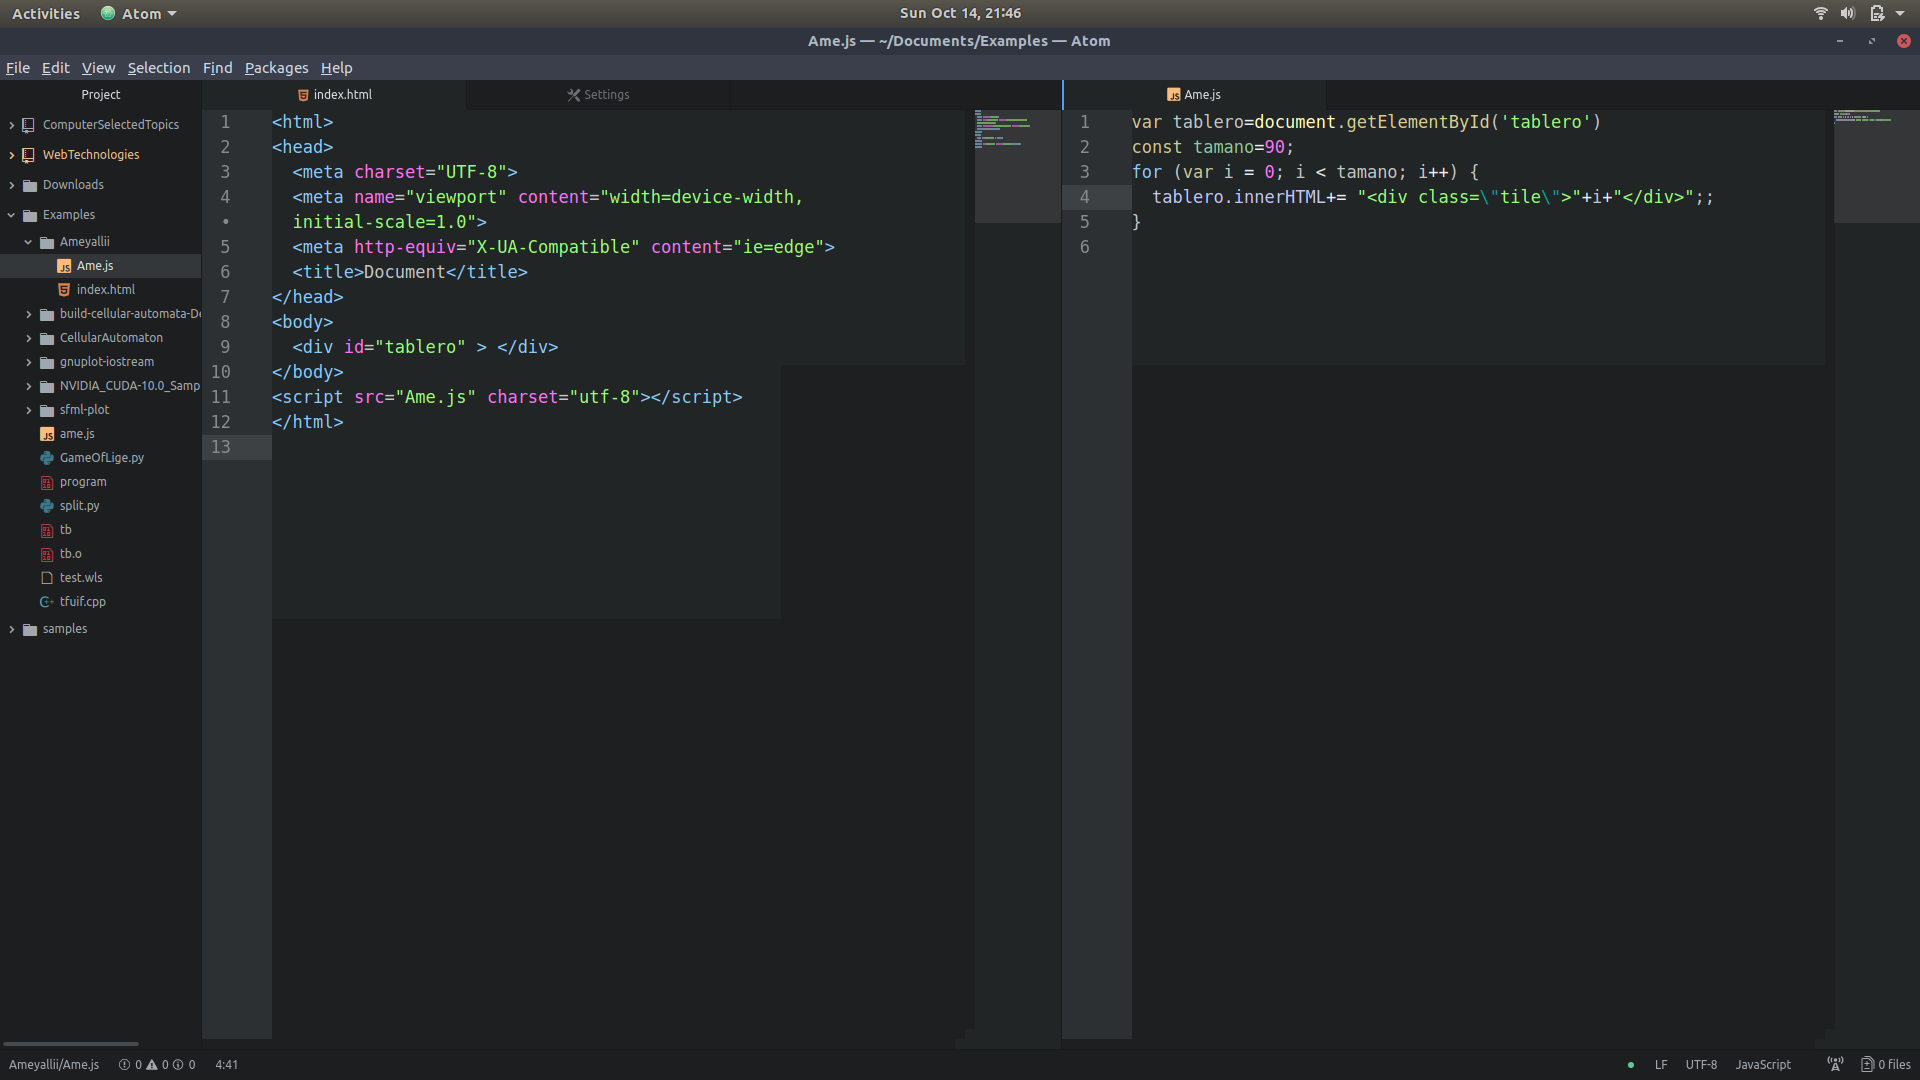 Activities Atom Sun Oct 14, 21:46
Ame.js — ~/Documents/Examples — Atom
File Edit View Selection Find Packages Help
Project
ComputerSelectedTopics
WebTechnologies
Downloads
Examples
Ameyallii
Ame.js
index.html
build-cellular-automata-De
CellularAutomaton
gnuplot-iostream
NVIDIA_CUDA-10.0_Samp
sfml-plot
ame.js
GameOfLige.py
program
split.py
tb
tb.o
test.wls
tfuif.cpp
samples
index.html Settings
1 <html>
2 <head>
3 <meta charset="UTF-8">
4 <meta name="viewport" content="width=device-width,
• initial-scale=1.0">
5 <meta http-equiv="X-UA-Compatible" content="ie=edge">
6 <title>Document</title>
7 </head>
8 <body>
9 <div id="tablero" > </div>
10 </body>
11 <script src="Ame.js" charset="utf-8"></script>
12 </html>
13
Ame.js
1 var tablero=document.getElementById('tablero')
2 const tamano=90;
3 for (var i = 0; i < tamano; i++) {
4 tablero.innerHTML+= "<div class=\"tile\">"+i+"</div>";;
5 }
6
Ameyallii/Ame.js 0 0 0 4:41 LF UTF-8 JavaScript 0 files